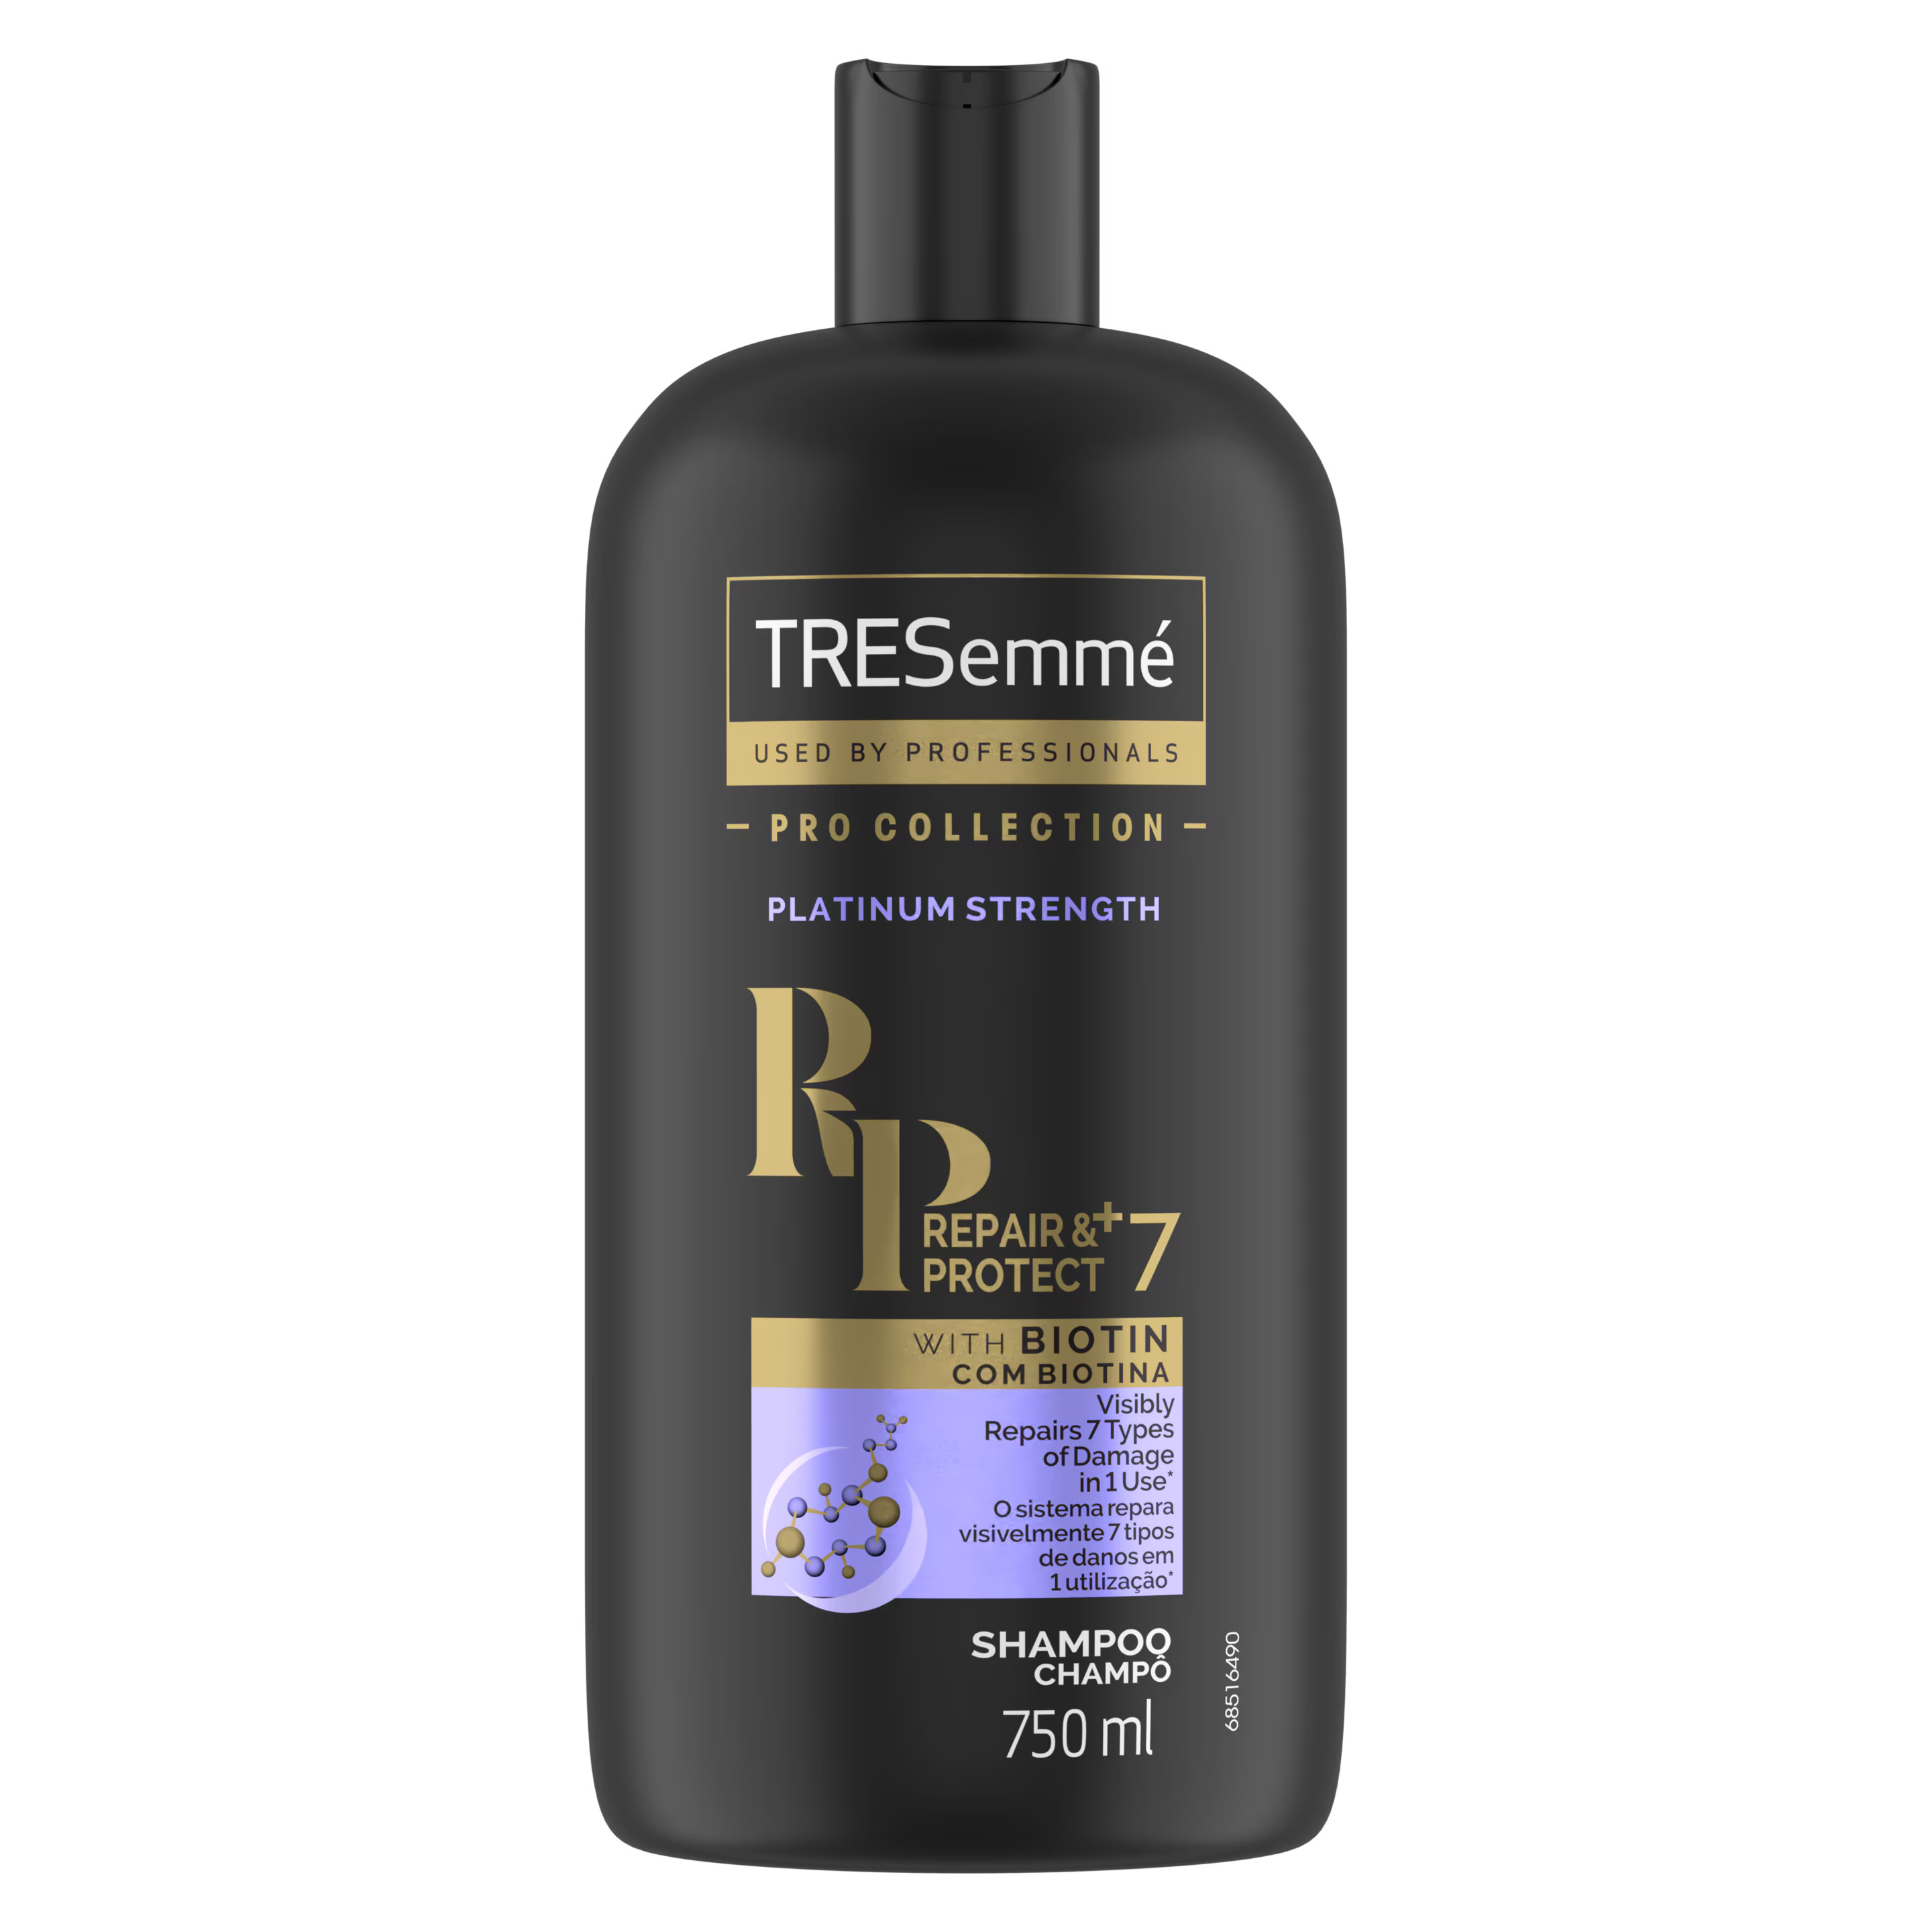 TRESemmé
USED BY PROFESSIONALS
– PRO COLLECTION –
PLATINUM STRENGTH
RP
REPAIR & +7
PROTECT
WITH BIOTIN
COM BIOTINA
Visibly
Repairs 7 Types
of Damage
in 1 Use*
O sistema repara
visivelmente 7 tipos
de danos em
1 utilização*
SHAMPOO
CHAMPÔ
750 ml
68516490